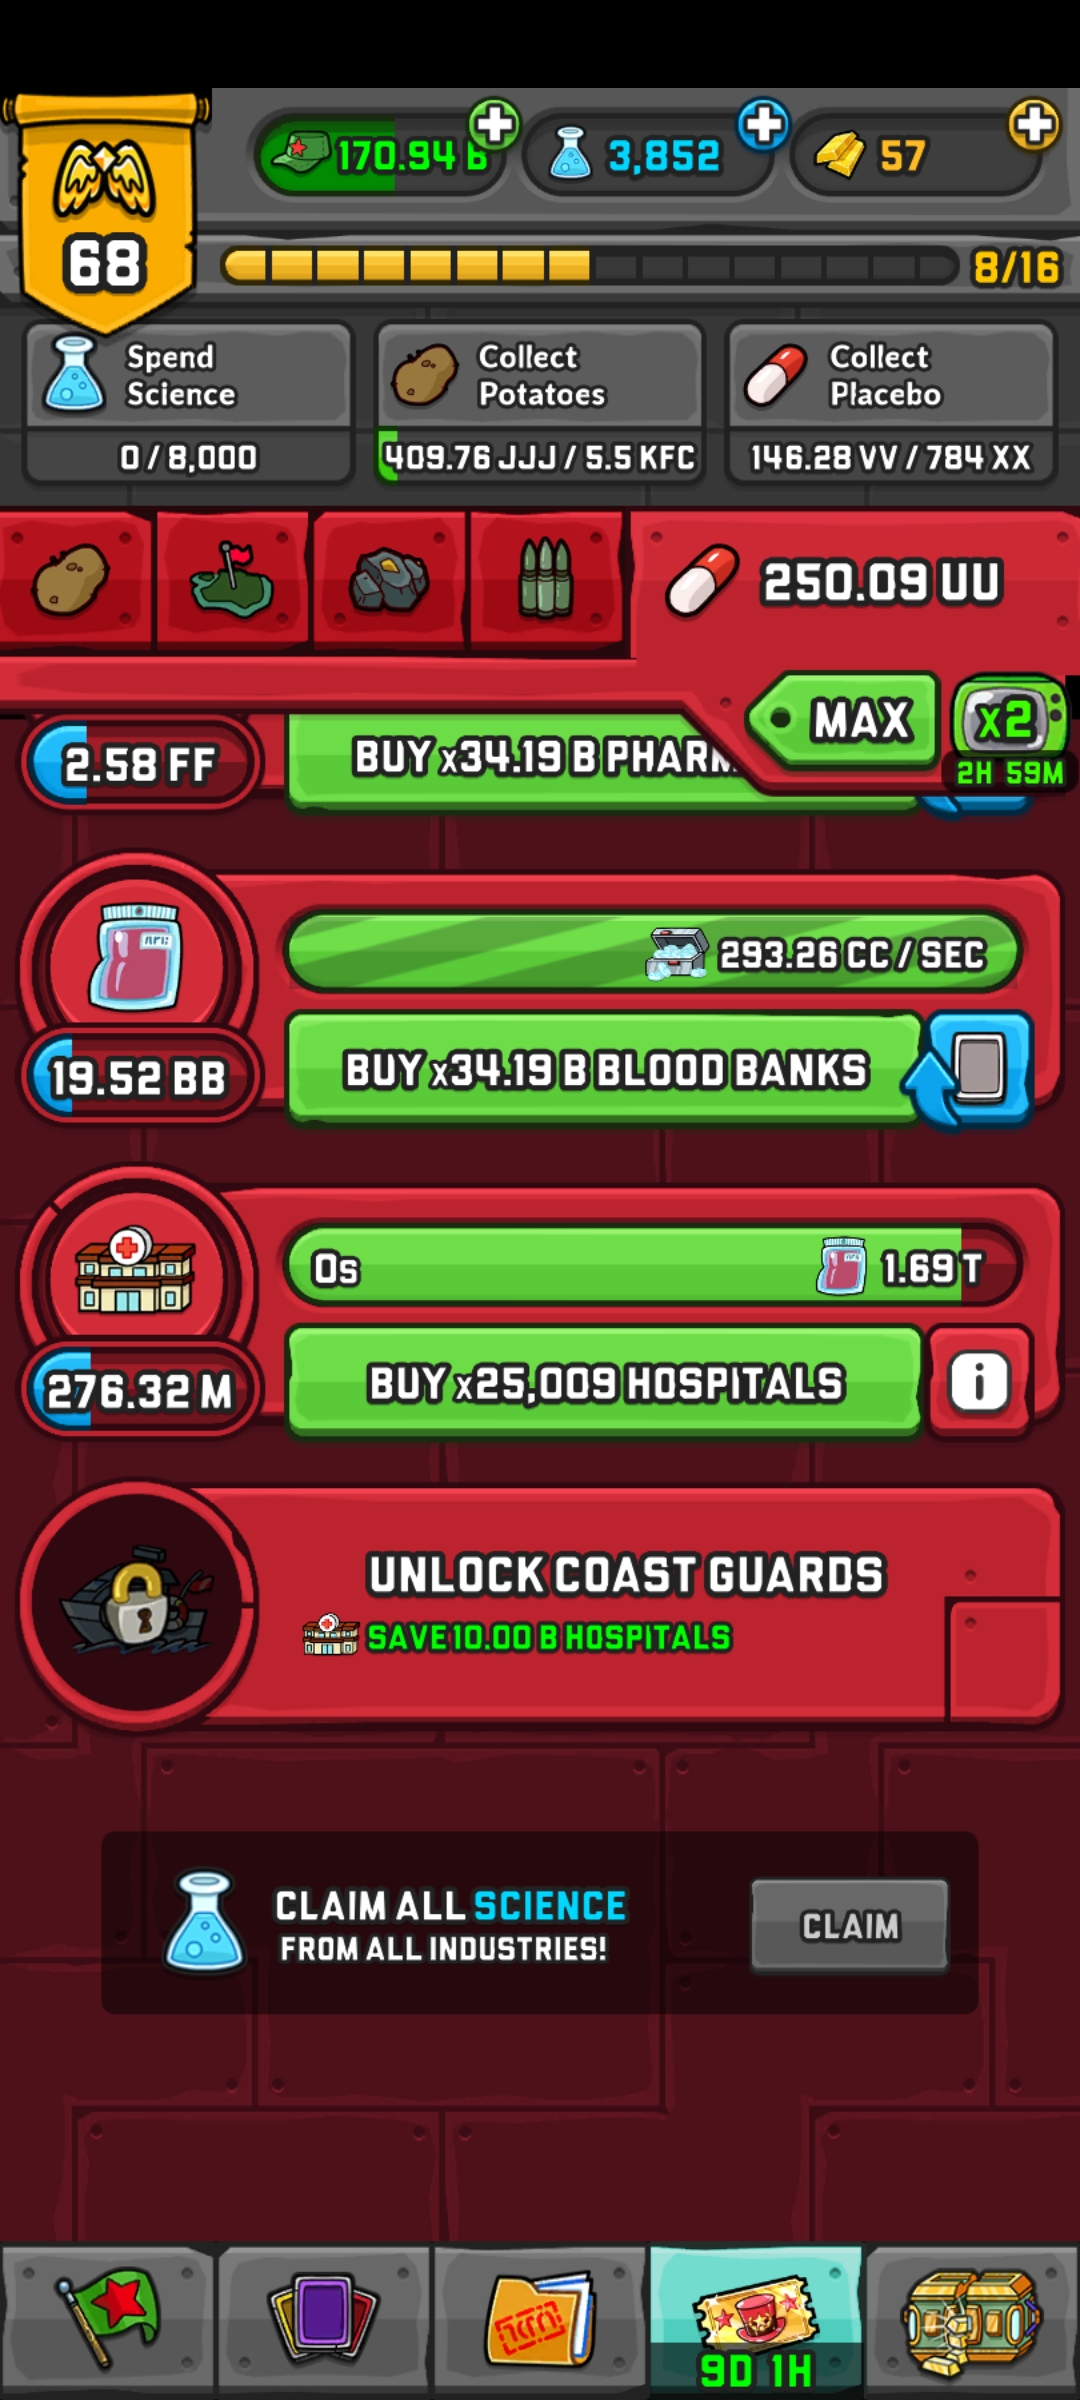 170.94 B
3,852
57
68
8/16
Spend
Science
0 / 8,000
Collect
Potatoes
409.76 JJJ / 5.5 KFC
Collect
Placebo
146.28 VV / 784 XX
250.09 UU
MAX
x2
2H 59M
2.58 FF
BUY x34.19 B PHARM
293.26 CC / SEC
19.52 BB
BUY x34.19 B BLOOD BANKS
0s
1.69 T
276.32 M
BUY x25,009 HOSPITALS
i
UNLOCK COAST GUARDS
SAVE 10.00 B HOSPITALS
CLAIM ALL SCIENCE
FROM ALL INDUSTRIES!
CLAIM
9D 1H